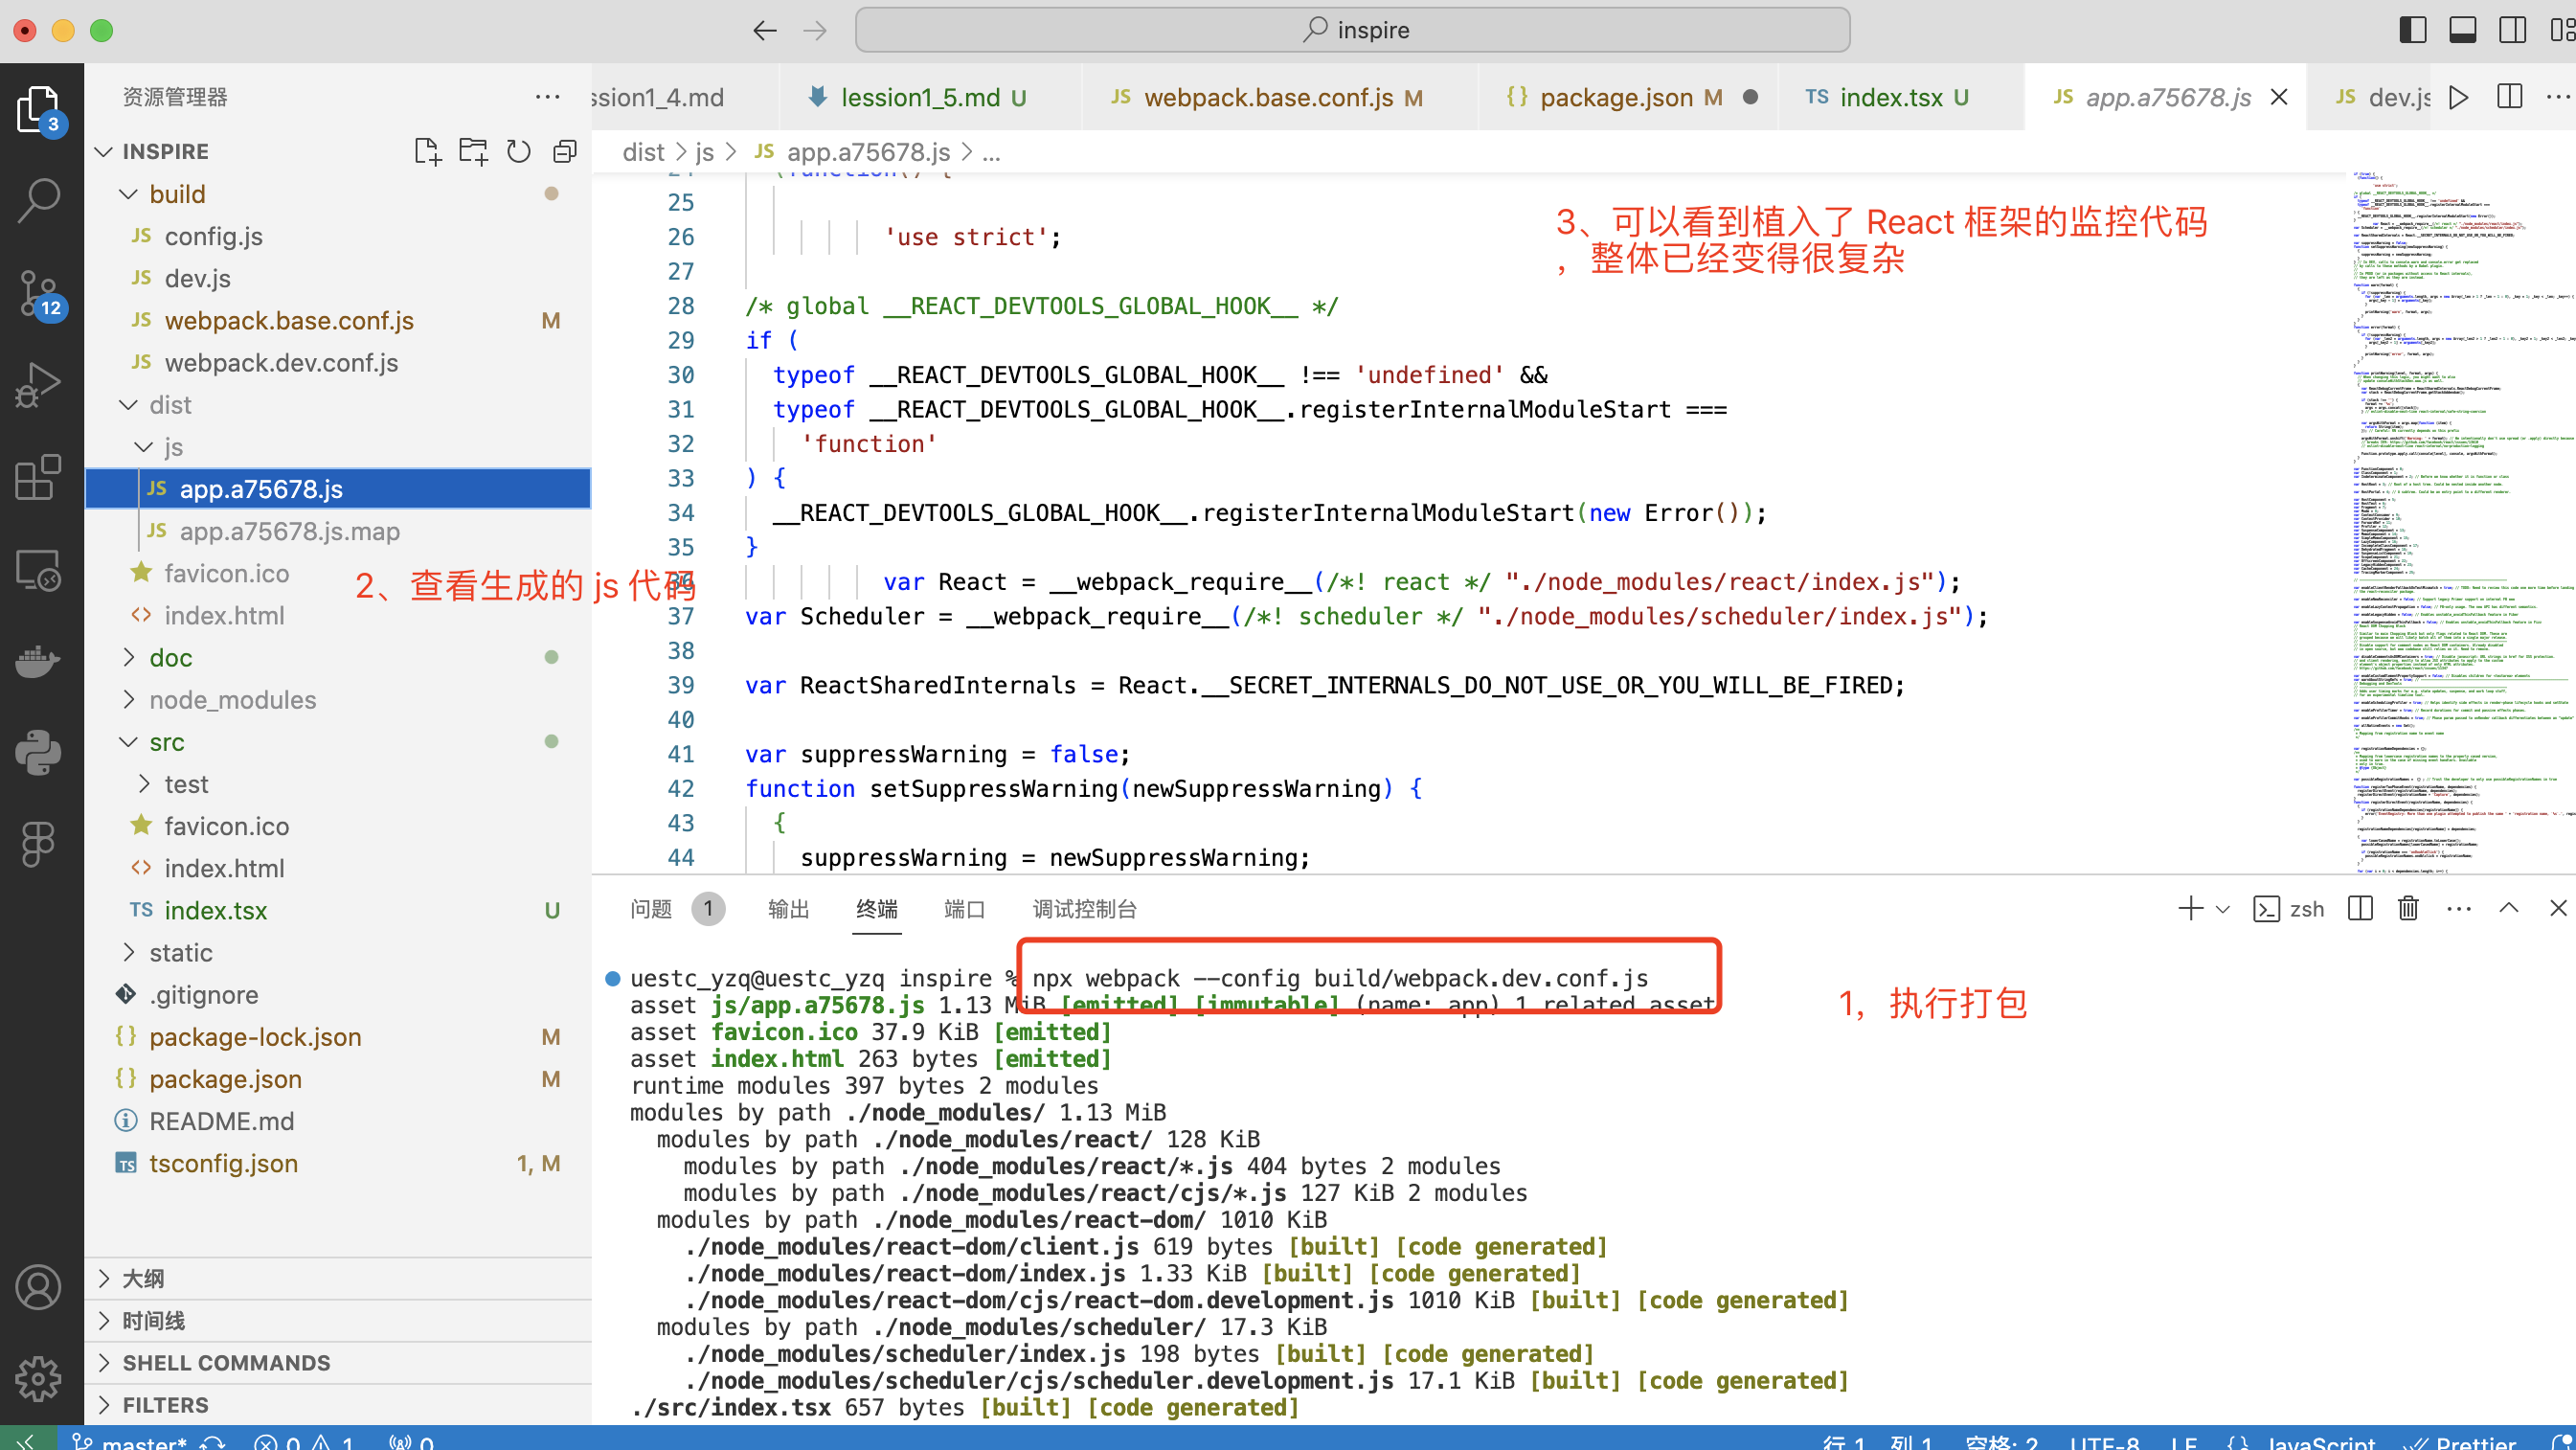 inspire
资源管理器
ssion1_4.md
lession1_5.md U
JS webpack.base.conf.js M
{} package.json M
TS index.tsx U
JS app.a75678.js
JS dev.js
3
12
INSPIRE
build
JS config.js
JS dev.js
JS webpack.base.conf.js M
JS webpack.dev.conf.js
dist
js
JS app.a75678.js
JS app.a75678.js.map
favicon.ico
<> index.html
doc
node_modules
src
test
favicon.ico
<> index.html
TS index.tsx U
static
.gitignore
{} package-lock.json M
{} package.json M
README.md
TS tsconfig.json 1, M
大纲
时间线
SHELL COMMANDS
FILTERS
dist > js > JS app.a75678.js > ...
24 (function() {
25
26 'use strict';
27
28 /* global __REACT_DEVTOOLS_GLOBAL_HOOK__ */
29 if (
30 typeof __REACT_DEVTOOLS_GLOBAL_HOOK__ !== 'undefined' &&
31 typeof __REACT_DEVTOOLS_GLOBAL_HOOK__.registerInternalModuleStart ===
32 'function'
33 ) {
34 __REACT_DEVTOOLS_GLOBAL_HOOK__.registerInternalModuleStart(new Error());
35 }
36 var React = __webpack_require__(/*! react */ "./node_modules/react/index.js");
37 var Scheduler = __webpack_require__(/*! scheduler */ "./node_modules/scheduler/index.js");
38
39 var ReactSharedInternals = React.__SECRET_INTERNALS_DO_NOT_USE_OR_YOU_WILL_BE_FIRED;
40
41 var suppressWarning = false;
42 function setSuppressWarning(newSuppressWarning) {
43 {
44 suppressWarning = newSuppressWarning;
3、可以看到植入了 React 框架的监控代码
，整体已经变得很复杂
2、查看生成的 js 代码
问题 1 输出 终端 端口 调试控制台
zsh
uestc_yzq@uestc_yzq inspire % npx webpack --config build/webpack.dev.conf.js
asset js/app.a75678.js 1.13 MiB [emitted] [immutable] (name: app) 1 related asset
asset favicon.ico 37.9 KiB [emitted]
asset index.html 263 bytes [emitted]
runtime modules 397 bytes 2 modules
modules by path ./node_modules/ 1.13 MiB
modules by path ./node_modules/react/ 128 KiB
modules by path ./node_modules/react/*.js 404 bytes 2 modules
modules by path ./node_modules/react/cjs/*.js 127 KiB 2 modules
modules by path ./node_modules/react-dom/ 1010 KiB
./node_modules/react-dom/client.js 619 bytes [built] [code generated]
./node_modules/react-dom/index.js 1.33 KiB [built] [code generated]
./node_modules/react-dom/cjs/react-dom.development.js 1010 KiB [built] [code generated]
modules by path ./node_modules/scheduler/ 17.3 KiB
./node_modules/scheduler/index.js 198 bytes [built] [code generated]
./node_modules/scheduler/cjs/scheduler.development.js 17.1 KiB [built] [code generated]
./src/index.tsx 657 bytes [built] [code generated]
1，执行打包
master* 0 1 0
行 1，列 1 空格: 2 UTF-8 LF {} JavaScript Prettier